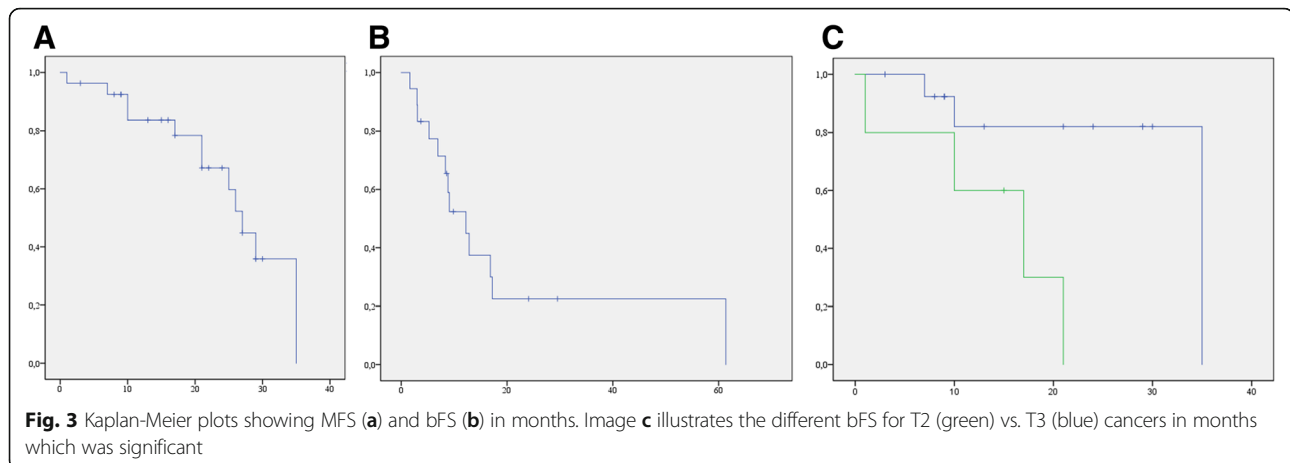 A
B
C
1,0
0,8
0,6
0,4
0,2
0,0
0 10 20 30 40
1,0
0,8
0,6
0,4
0,2
0,0
0 20 40 60
1,0
0,8
0,6
0,4
0,2
0,0
0 10 20 30 40
Fig. 3 Kaplan-Meier plots showing MFS (a) and bFS (b) in months. Image c illustrates the different bFS for T2 (green) vs. T3 (blue) cancers in months
which was significant